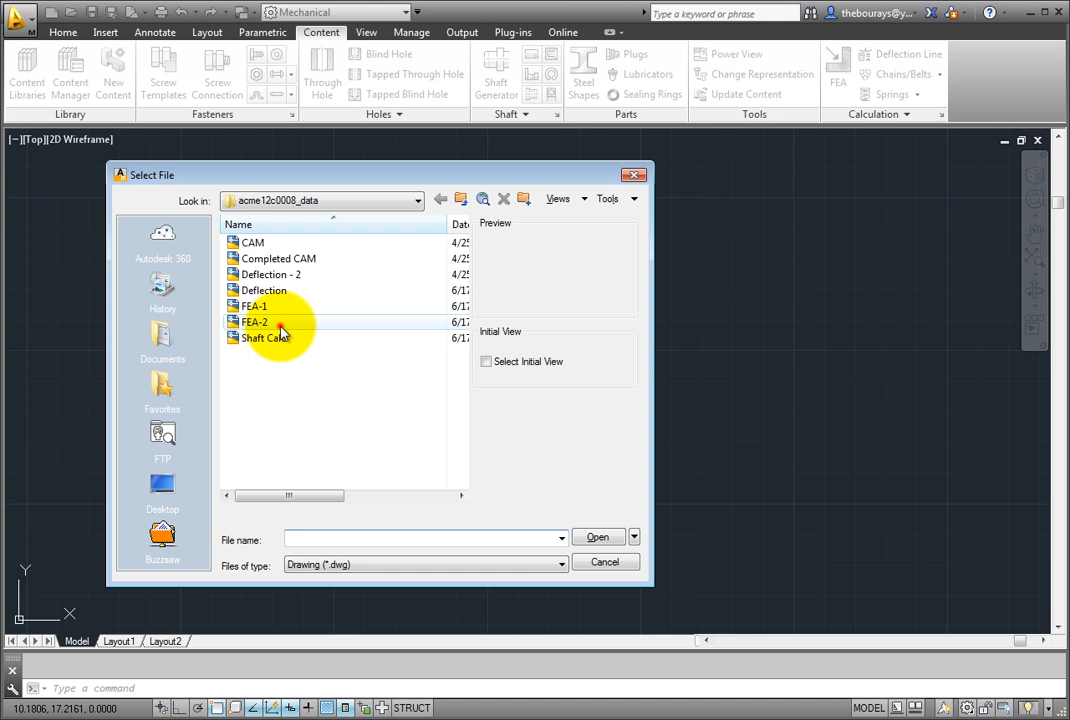 Mechanical
Type a keyword or phrase
thebourays@y...
Home Insert Annotate Layout Parametric Content View Manage Output Plug-ins Online
Content Libraries
Content Manager
New Content
Library
Screw Templates
Screw Connection
Fasteners
Through Hole
Blind Hole
Tapped Through Hole
Tapped Blind Hole
Holes
Shaft Generator
Shaft
Steel Shapes
Plugs
Lubricators
Sealing Rings
Parts
Power View
Change Representation
Update Content
Tools
FEA
Deflection Line
Chains/Belts
Springs
Calculation
[−][Top][2D Wireframe]
Select File
Look in: acme12c0008_data
Views Tools
Name Date
CAM 4/25
Completed CAM 4/25
Deflection - 2 4/25
Deflection 6/17
FEA-1 6/17
FEA-2 6/17
Shaft Calc 6/17
Preview
Initial View
Select Initial View
Autodesk 360
History
Documents
Favorites
FTP
Desktop
Buzzsaw
File name:
Open
Files of type: Drawing (*.dwg)
Cancel
Y
X
Model Layout1 Layout2
Type a command
10.1806, 17.2161, 0.0000
STRUCT
MODEL